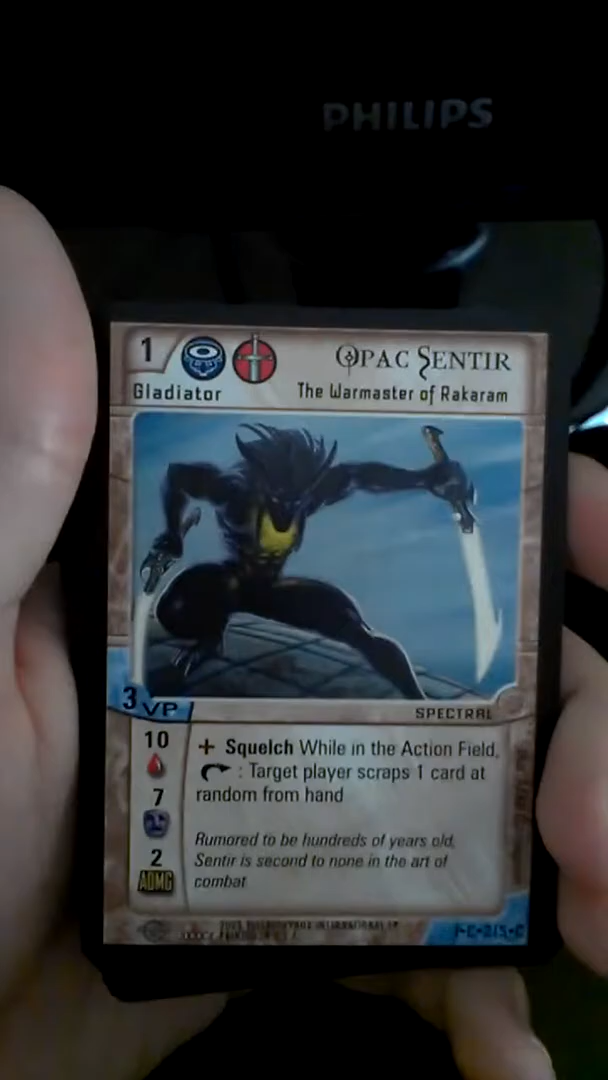 PHILIPS
1
OPAC SENTIR
Gladiator
The Warmaster of Rakaram
3 VP
SPECTRAL
10
7
2
ADMG
+ Squelch While in the Action Field,
: Target player scraps 1 card at
random from hand
Rumored to be hundreds of years old,
Sentir is second to none in the art of
combat